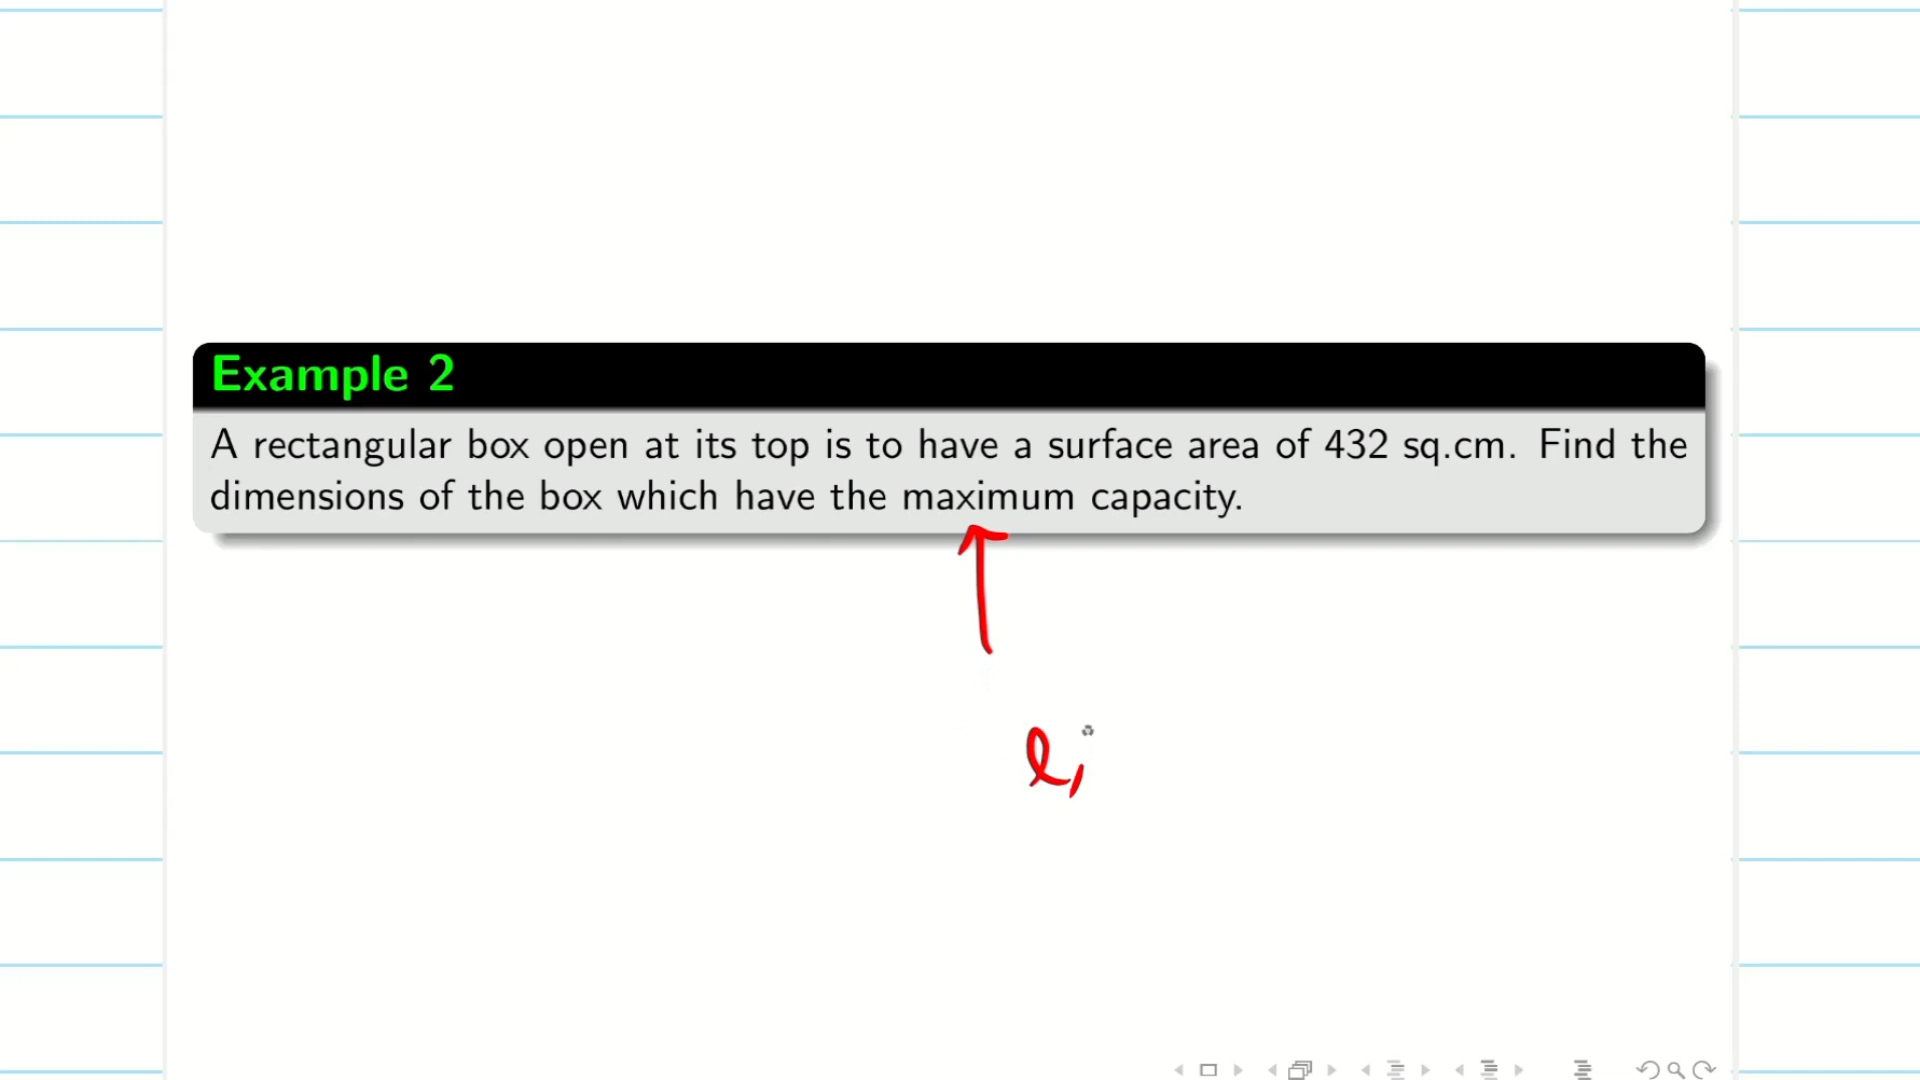 Example 2
A rectangular box open at its top is to have a surface area of 432 sq.cm. Find the
dimensions of the box which have the maximum capacity.
l,